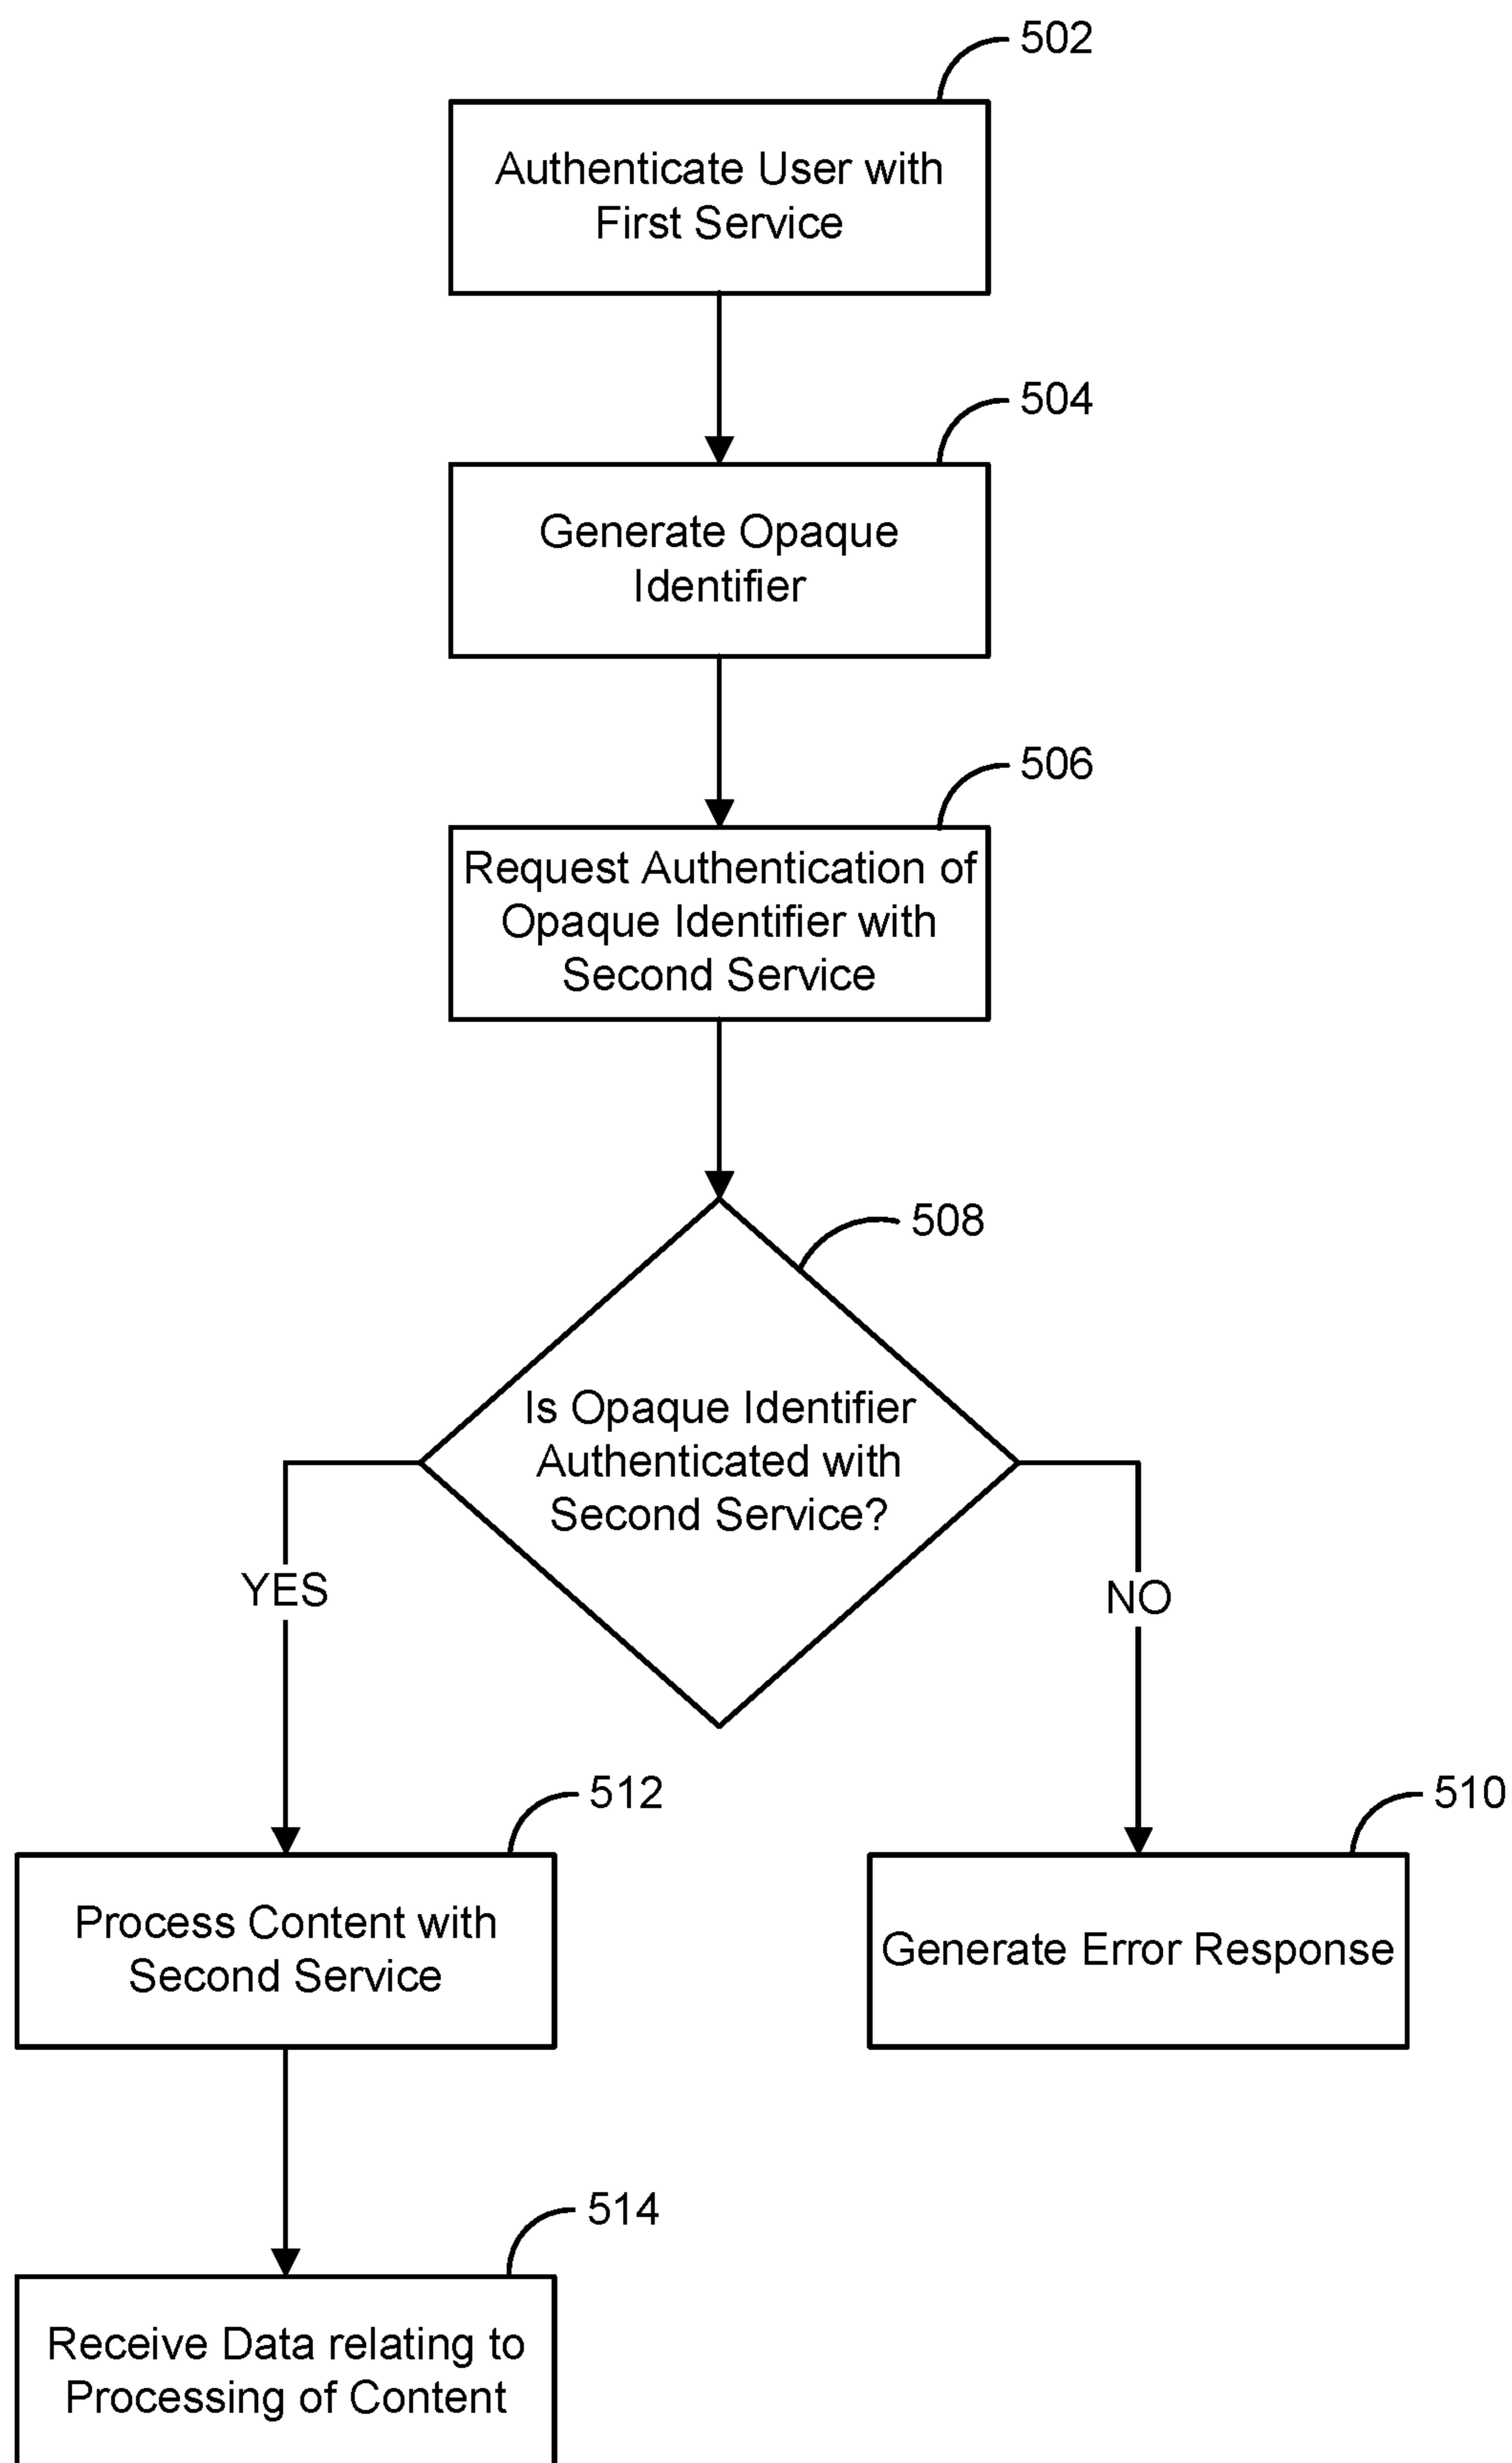 502
Authenticate User with
First Service
504
Generate Opaque
Identifier
506
Request Authentication of
Opaque Identifier with
Second Service
508
Is Opaque Identifier
Authenticated with
Second Service?
YES
NO
512
Process Content with
Second Service
510
Generate Error Response
514
Receive Data relating to
Processing of Content